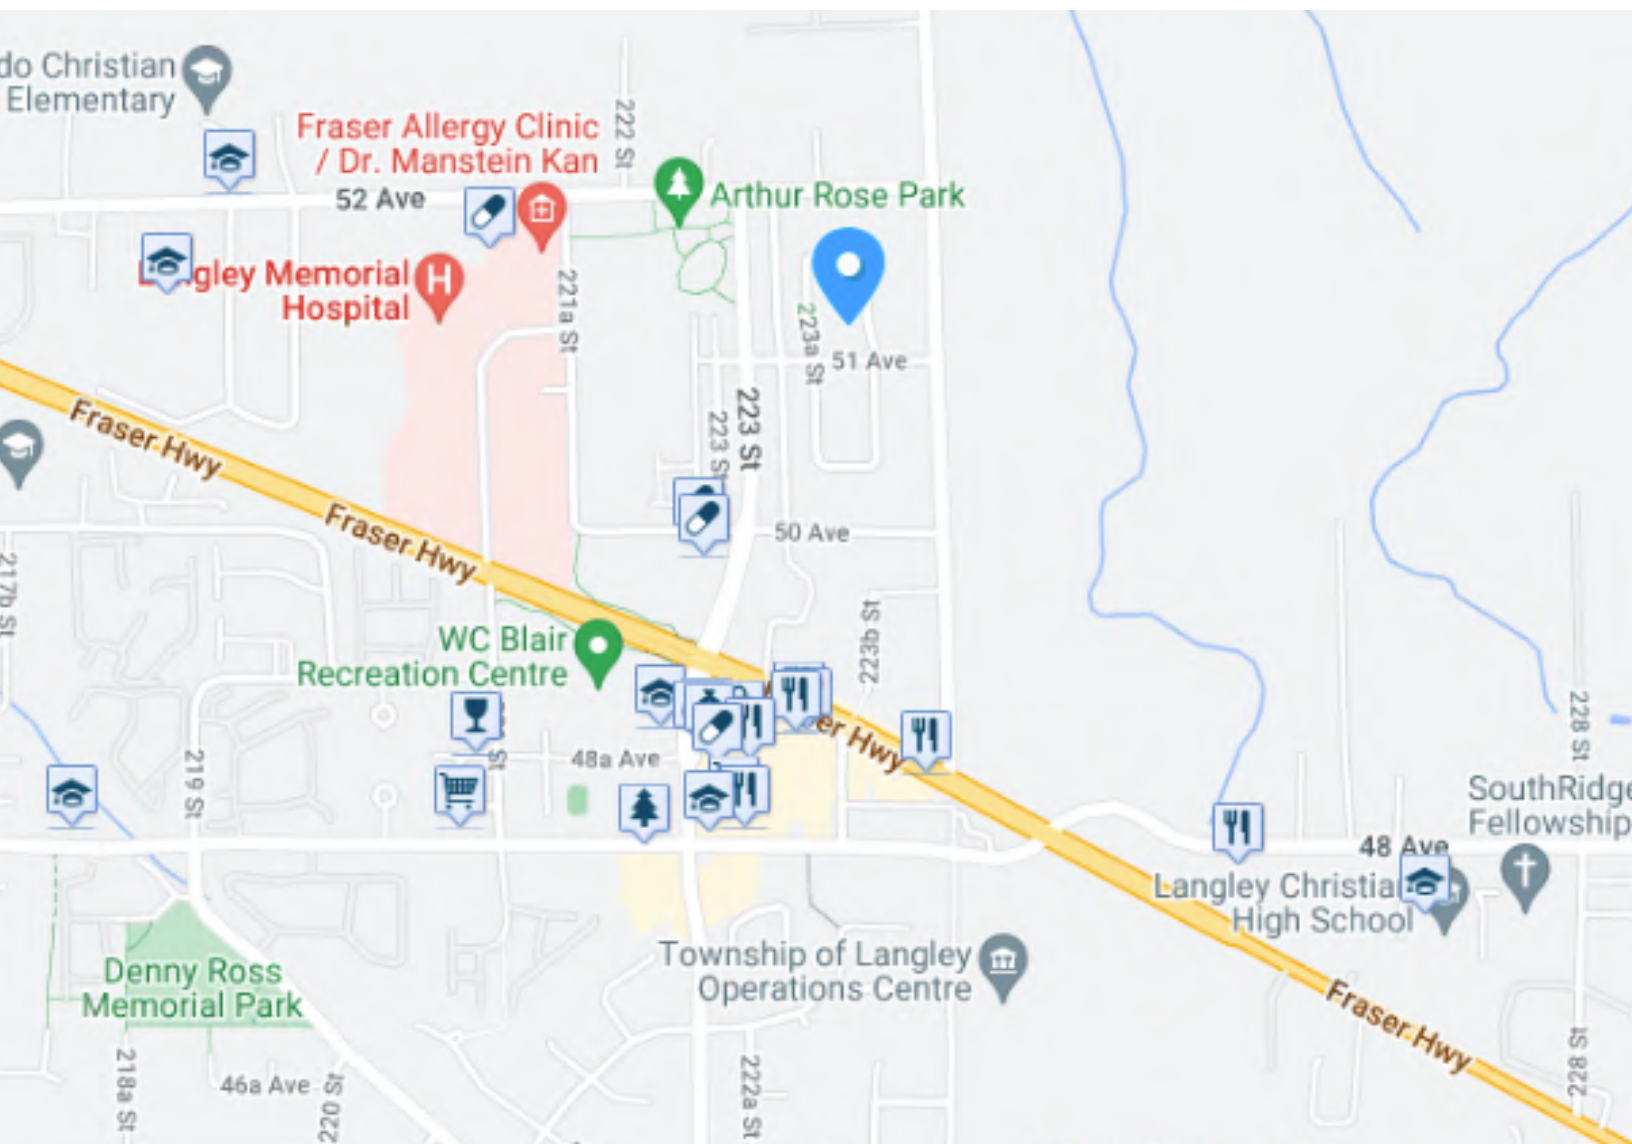 do Christian
Elementary
Fraser Allergy Clinic
/ Dr. Manstein Kan
222 St
52 Ave
Arthur Rose Park
gley Memorial
Hospital
H
221a St
223a St
51 Ave
Fraser Hwy
223 St
223 St
Fraser Hwy
50 Ave
217b St
WC Blair
Recreation Centre
223b St
er Hwy
48a Ave
St
219 St
228 St
SouthRidge
Fellowship
48 Ave
Langley Christia
High School
Township of Langley
Operations Centre
Denny Ross
Memorial Park
Fraser Hwy
218a St
46a Ave
220 St
222a St
228 St